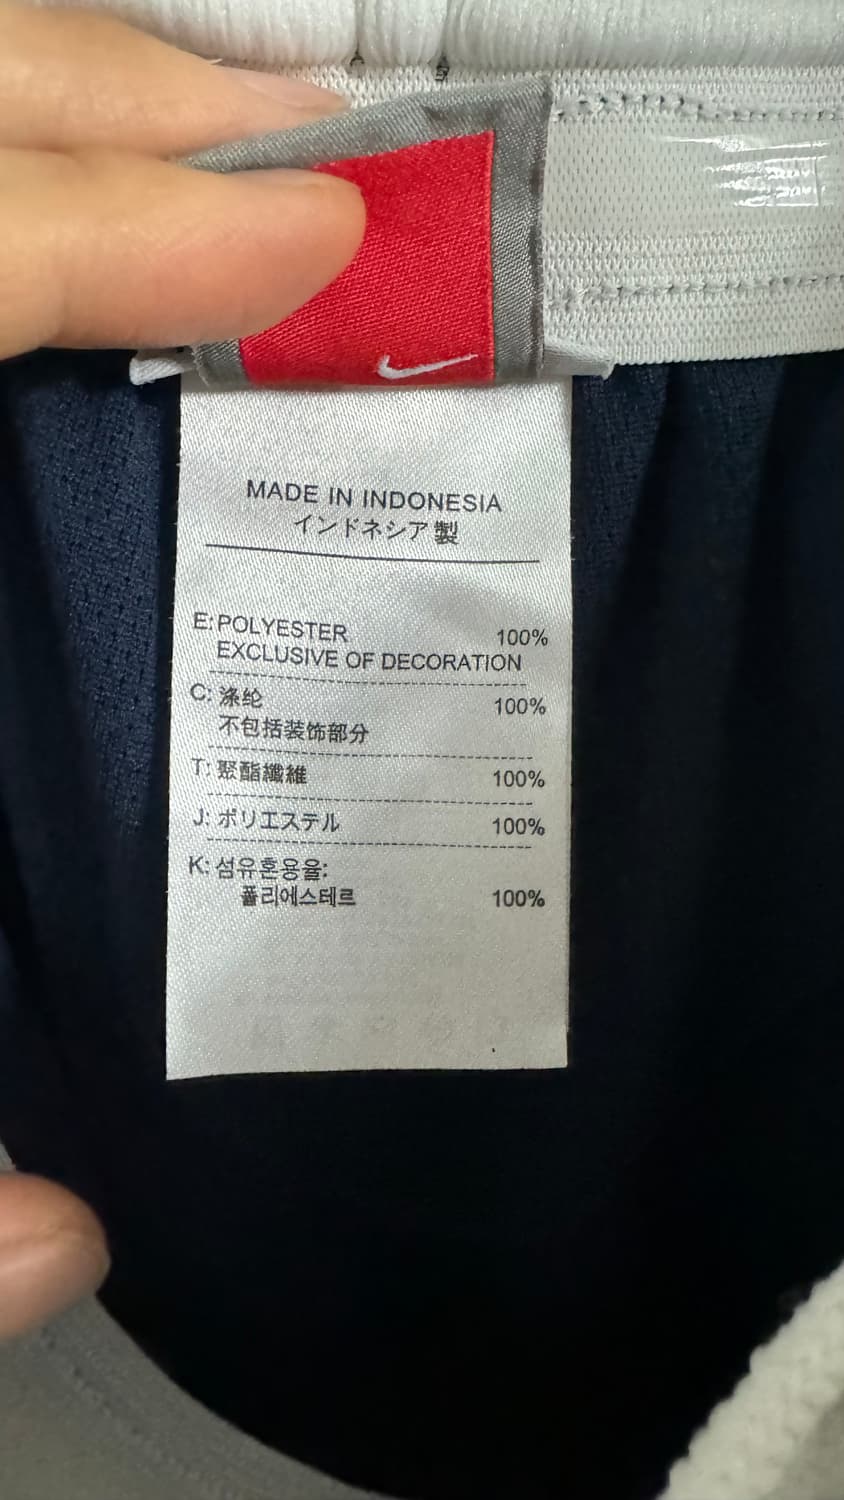 MADE IN INDONESIA
インドネシア製
E: POLYESTER 100%
EXCLUSIVE OF DECORATION
C: 涤纶 100%
不包括装饰部分
T: 聚酯纖維 100%
J: ポリエステル 100%
K: 섬유혼용율:
폴리에스테르 100%